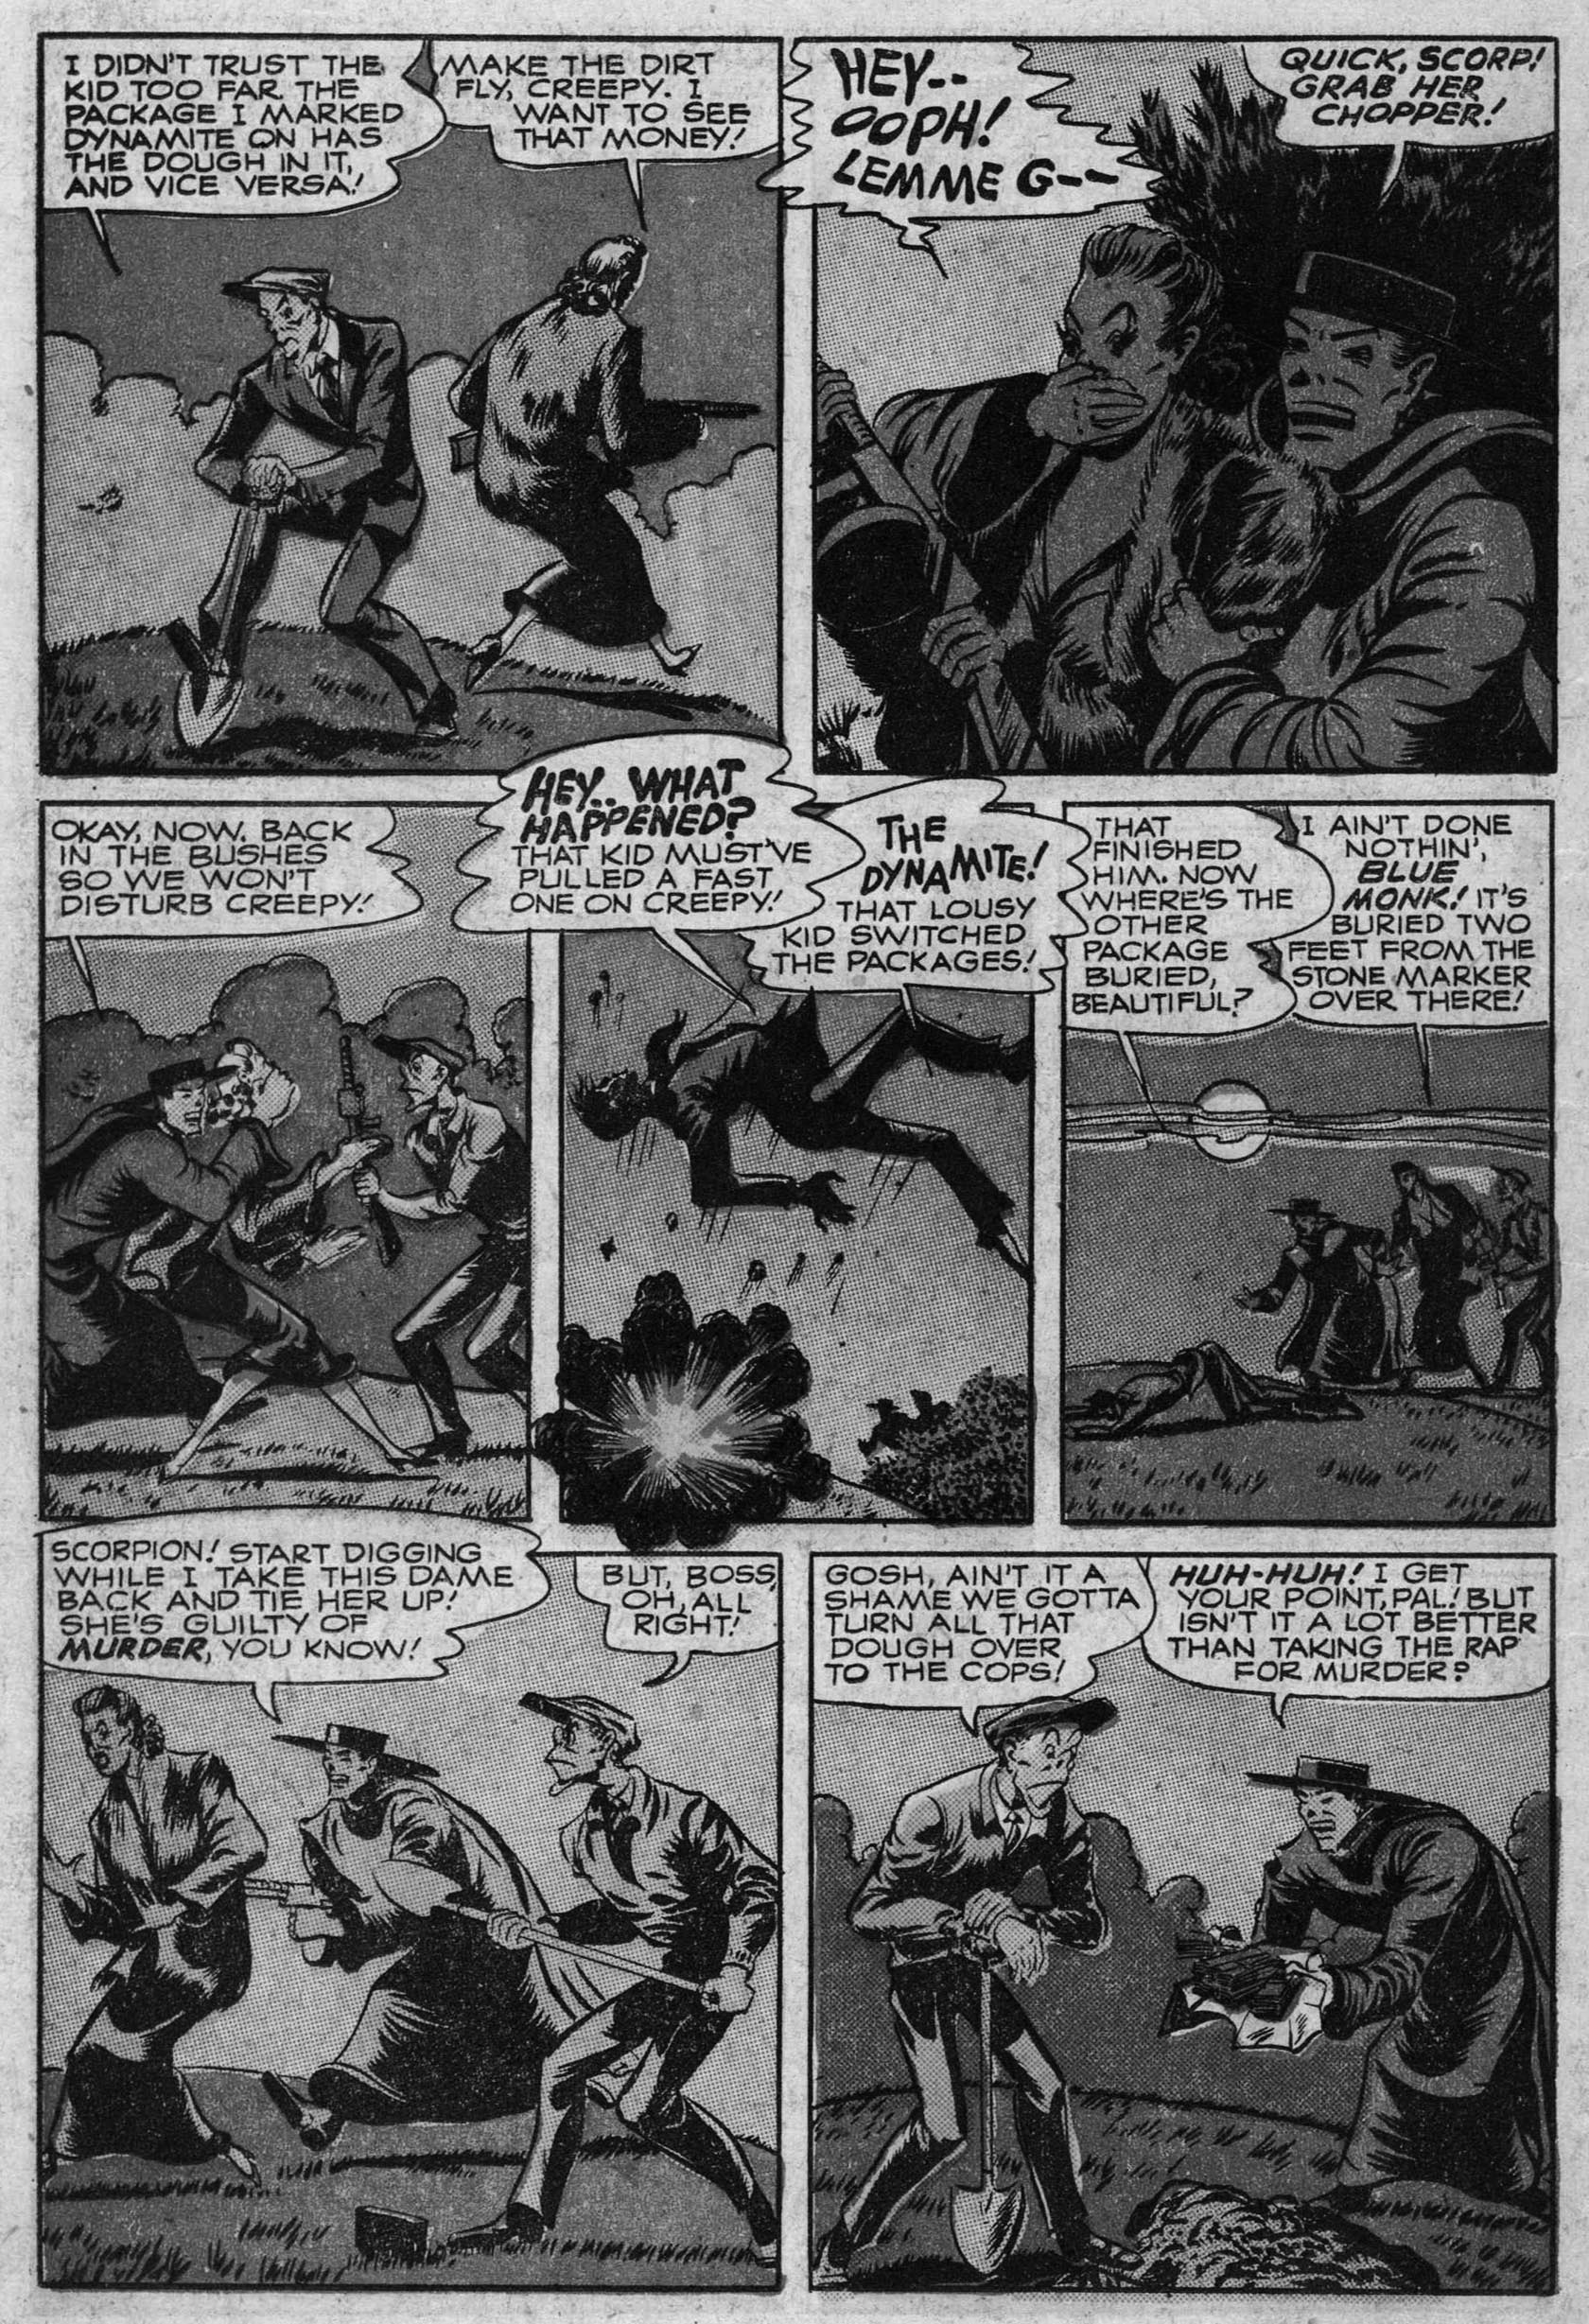 I DIDN'T TRUST THE
KID TOO FAR. THE
PACKAGE I MARKED
DYNAMITE ON HAS
THE DOUGH IN IT,
AND VICE VERSA!
MAKE THE DIRT
FLY, CREEPY. I
WANT TO SEE
THAT MONEY!
HEY--
OOPH!
LEMME G--
QUICK, SCORP!
GRAB HER
CHOPPER!
OKAY, NOW. BACK
IN THE BUSHES
SO WE WON'T
DISTURB CREEPY!
HEY.. WHAT
HAPPENED?
THAT KID MUST'VE
PULLED A FAST
ONE ON CREEPY!
THE
DYNAMITE!
THAT LOUSY
KID SWITCHED
THE PACKAGES!
THAT
FINISHED
HIM. NOW
WHERE'S THE
OTHER
PACKAGE
BURIED,
BEAUTIFUL?
I AIN'T DONE
NOTHIN',
BLUE
MONK! IT'S
BURIED TWO
FEET FROM THE
STONE MARKER
OVER THERE!
SCORPION! START DIGGING
WHILE I TAKE THIS DAME
BACK AND TIE HER UP!
SHE'S GUILTY OF
MURDER, YOU KNOW!
BUT, BOSS,
OH, ALL
RIGHT!
GOSH, AIN'T IT A
SHAME WE GOTTA
TURN ALL THAT
DOUGH OVER
TO THE COPS!
HUH-HUH! I GET
YOUR POINT, PAL! BUT
ISN'T IT A LOT BETTER
THAN TAKING THE RAP
FOR MURDER?